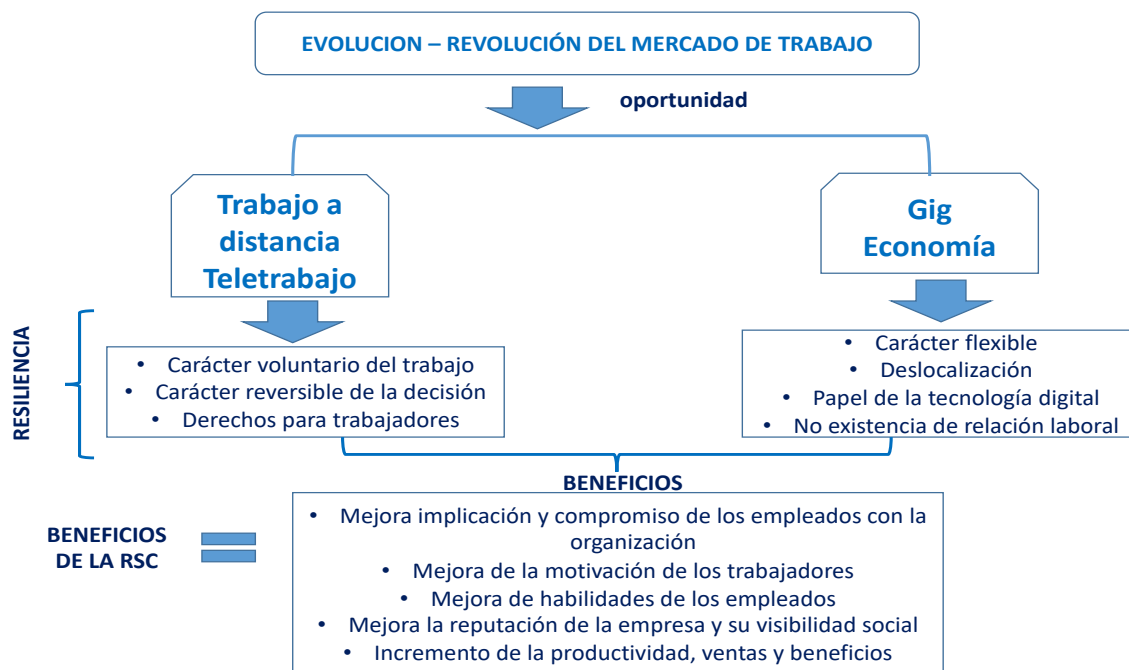 EVOLUCION – REVOLUCIÓN DEL MERCADO DE TRABAJO
oportunidad
Trabajo a
distancia
Teletrabajo
Gig
Economía
RESILIENCIA
• Carácter voluntario del trabajo
• Carácter reversible de la decisión
• Derechos para trabajadores
• Carácter flexible
• Deslocalización
• Papel de la tecnología digital
• No existencia de relación laboral
BENEFICIOS
BENEFICIOS
DE LA RSC
• Mejora implicación y compromiso de los empleados con la
organización
• Mejora de la motivación de los trabajadores
• Mejora de habilidades de los empleados
• Mejora la reputación de la empresa y su visibilidad social
• Incremento de la productividad, ventas y beneficios